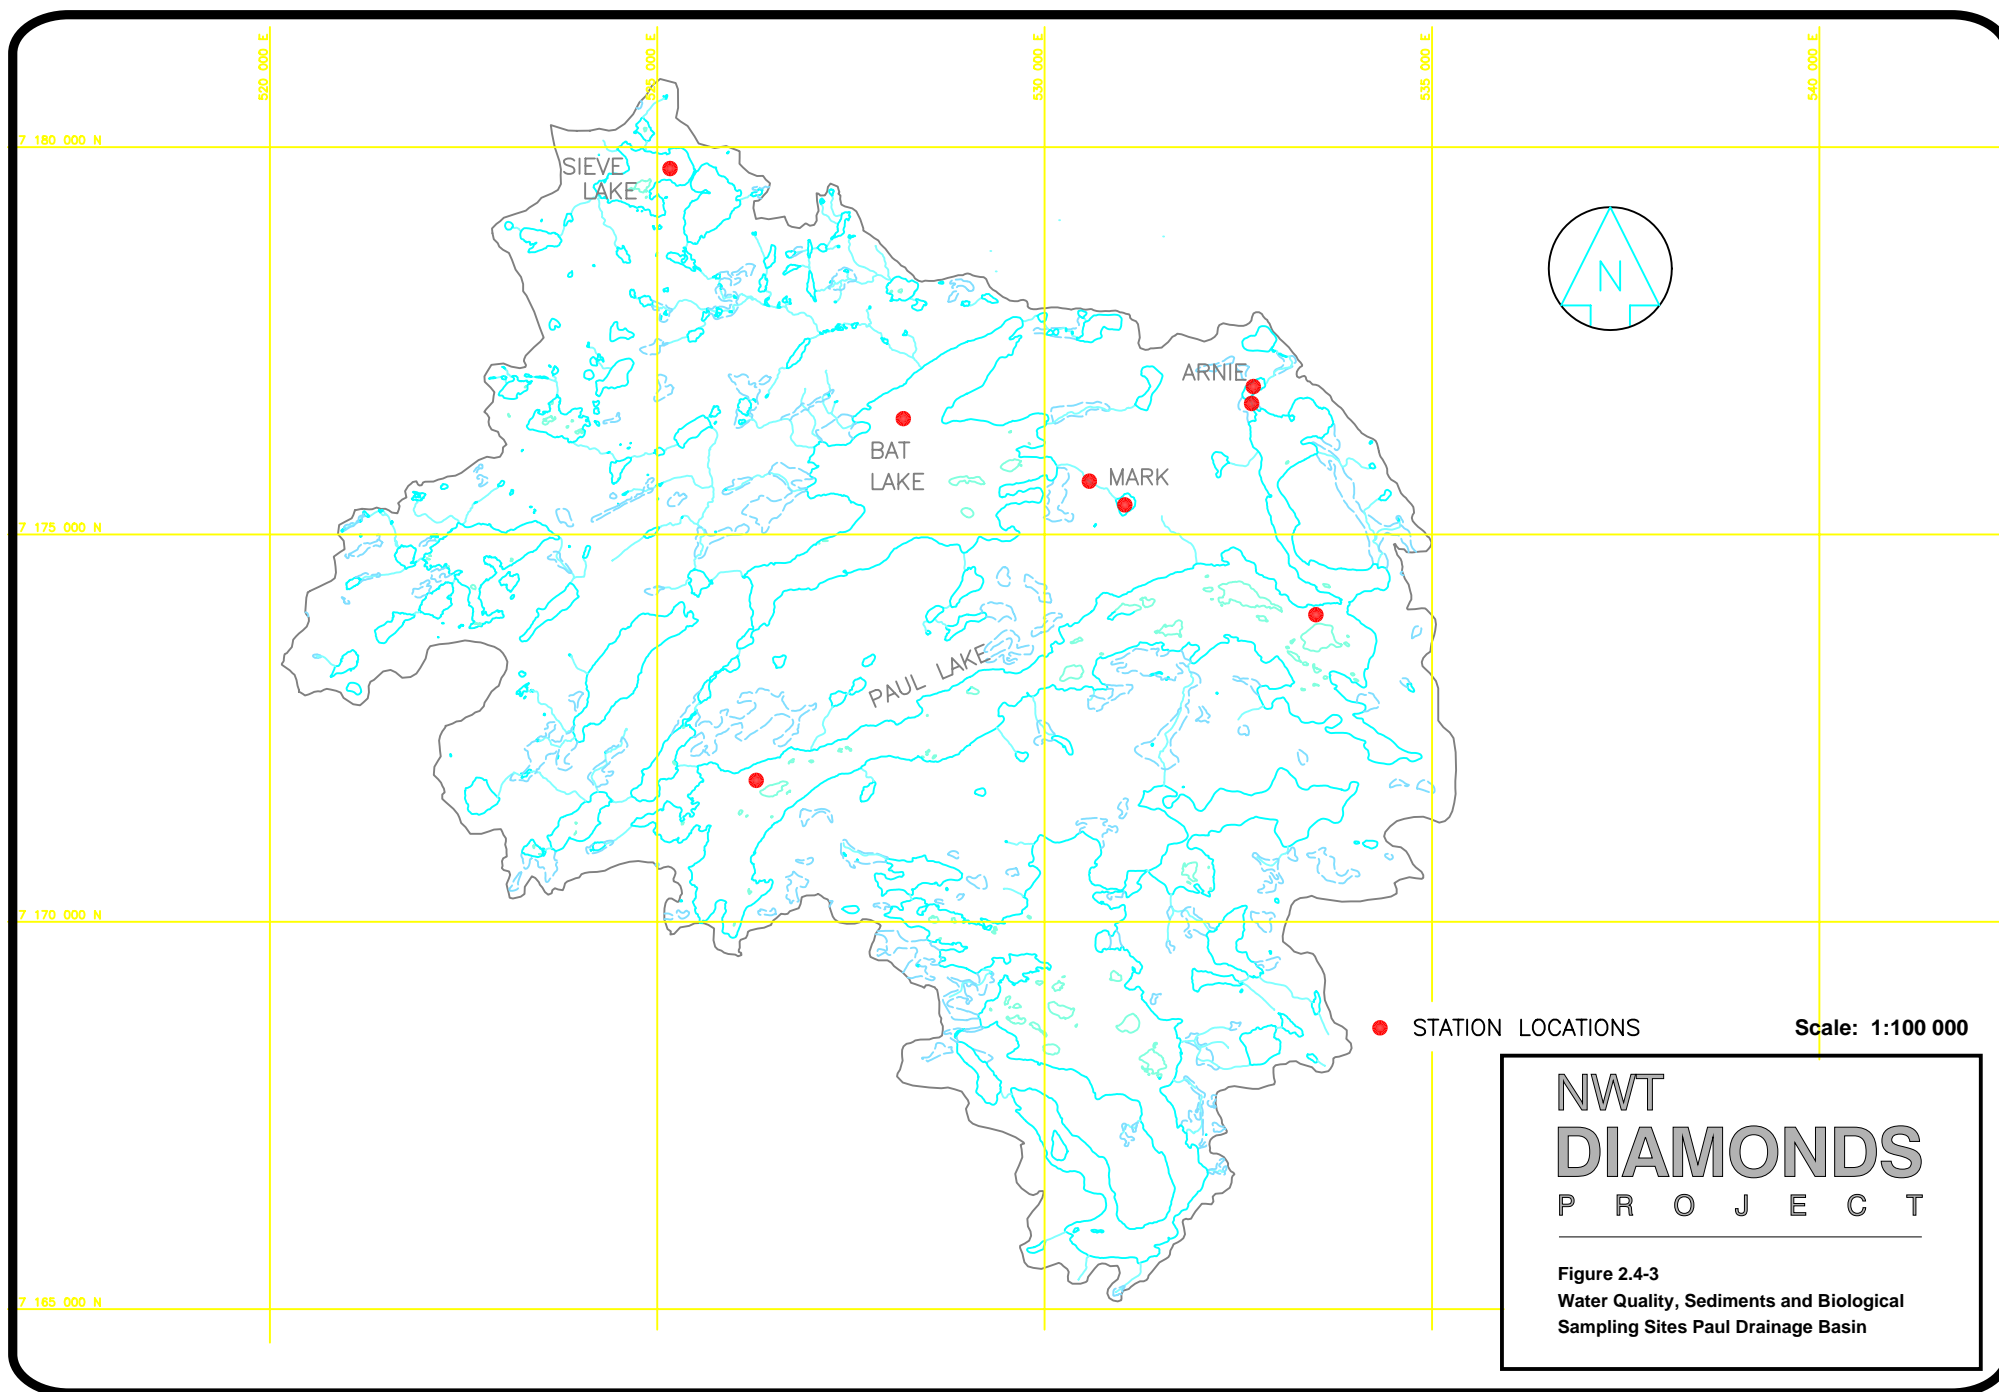 520 000 E
525 000 E
530 000 E
535 000 E
540 000 E
7 180 000 N
SIEVE
LAKE
N
ARNIE
BAT
LAKE
MARK
7 175 000 N
PAUL LAKE
7 170 000 N
STATION LOCATIONS
Scale: 1:100 000
NWT
DIAMONDS
PROJECT
Figure 2.4-3
Water Quality, Sediments and Biological
Sampling Sites Paul Drainage Basin
7 165 000 N